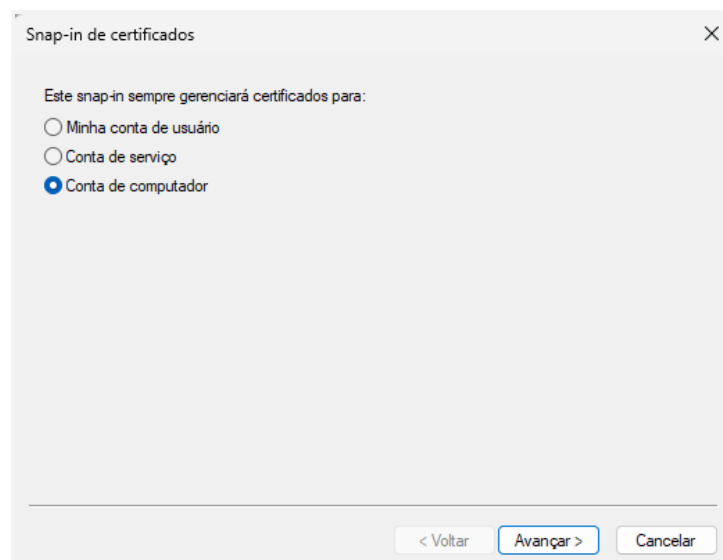 Snap-in de certificados
Este snap-in sempre gerenciará certificados para:
Minha conta de usuário
Conta de serviço
Conta de computador
< Voltar
Avançar >
Cancelar